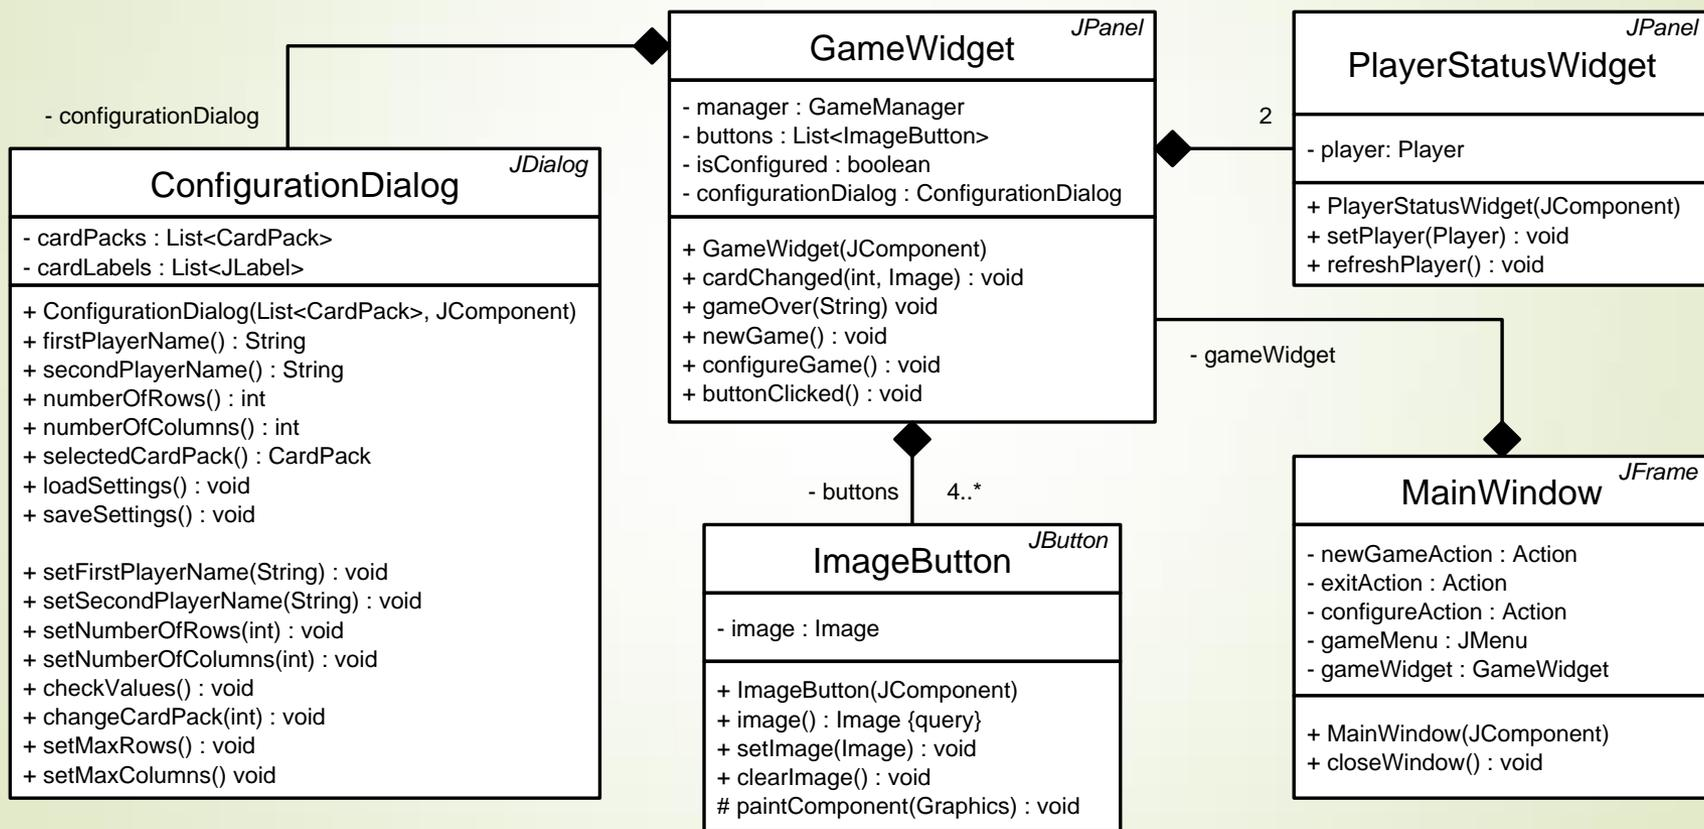 - configurationDialog
JDialog
ConfigurationDialog
- cardPacks : List<CardPack>
- cardLabels : List<JLabel>
+ ConfigurationDialog(List<CardPack>, JComponent)
+ firstPlayerName() : String
+ secondPlayerName() : String
+ numberOfRows() : int
+ numberOfColumns() : int
+ selectedCardPack() : CardPack
+ loadSettings() : void
+ saveSettings() : void
+ setFirstPlayerName(String) : void
+ setSecondPlayerName(String) : void
+ setNumberOfRows(int) : void
+ setNumberOfColumns(int) : void
+ checkValues() : void
+ changeCardPack(int) : void
+ setMaxRows() : void
+ setMaxColumns() void
JPanel
GameWidget
- manager : GameManager
- buttons : List<ImageButton>
- isConfigured : boolean
- configurationDialog : ConfigurationDialog
+ GameWidget(JComponent)
+ cardChanged(int, Image) : void
+ gameOver(String) void
+ newGame() : void
+ configureGame() : void
+ buttonClicked() : void
- buttons
4..*
JButton
ImageButton
- image : Image
+ ImageButton(JComponent)
+ image() : Image {query}
+ setImage(Image) : void
+ clearImage() : void
# paintComponent(Graphics) : void
2
JPanel
PlayerStatusWidget
- player: Player
+ PlayerStatusWidget(JComponent)
+ setPlayer(Player) : void
+ refreshPlayer() : void
- gameWidget
JFrame
MainWindow
- newGameAction : Action
- exitAction : Action
- configureAction : Action
- gameMenu : JMenu
- gameWidget : GameWidget
+ MainWindow(JComponent)
+ closeWindow() : void